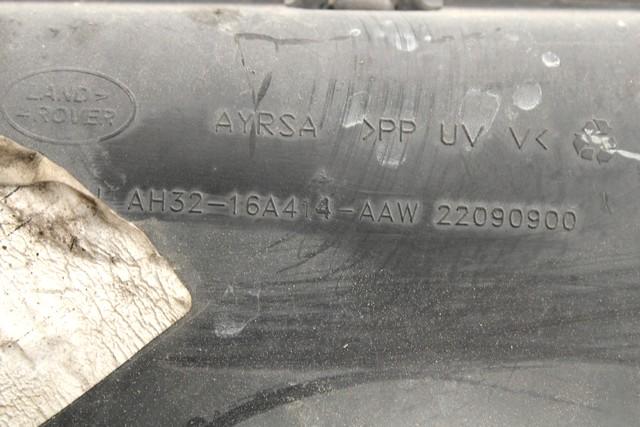 LAND
ROVER
AYRSA >PP UV V<
AH32-16A414-AAW 22090900